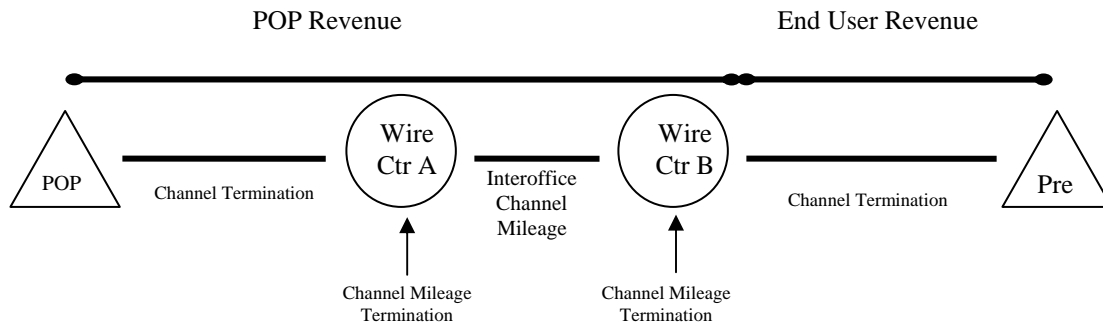 POP Revenue
End User Revenue
POP
Channel Termination
Wire
Ctr A
Interoffice
Channel
Mileage
Wire
Ctr B
Channel Termination
Pre
Channel Mileage
Termination
Channel Mileage
Termination